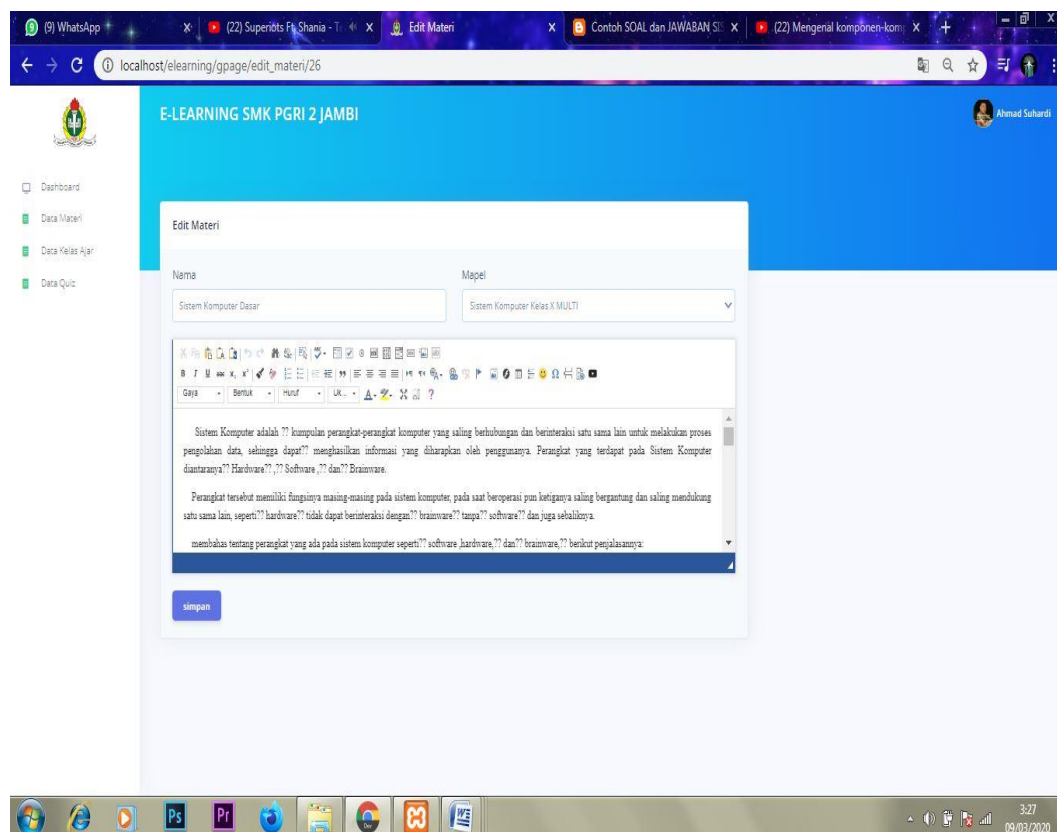 (9) WhatsApp
(22) Superiots Ft. Shania - T
Edit Materi
Contoh SOAL dan JAWABAN SIS
(22) Mengenal komponen-komp
localhost/elearning/gpage/edit_materi/26
E-LEARNING SMK PGRI 2 JAMBI
Ahmad Suhardi
Dashboard
Data Materi
Data Kelas Ajar
Data Quiz
Edit Materi
Nama
Mapel
Sistem Komputer Dasar
Sistem Komputer Kelas X MULTI
Gaya
Bentuk
Huruf
Uk...
Sistem Komputer adalah ?? kumpulan perangkat-perangkat komputer yang saling berhubungan dan berinteraksi satu sama lain untuk melakukan proses
pengolahan data, sehingga dapat?? menghasilkan informasi yang diharapkan oleh penggunanya. Perangkat yang terdapat pada Sistem Komputer
diantaranya?? Hardware?? ,?? Software ,?? dan?? Brainware.
Perangkat tersebut memiliki fungsinya masing-masing pada sistem komputer, pada saat beroperasi pun ketiganya saling bergantung dan saling mendukung
satu sama lain, seperti?? hardware?? tidak dapat berinteraksi dengan?? brainware?? tanpa?? software?? dan juga sebaliknya.
membahas tentang perangkat yang ada pada sistem komputer seperti?? software ,hardware,?? dan?? brainware,?? berikut penjalasannya:
simpan
Ps
Pr
Dev
3:27
09/03/2020